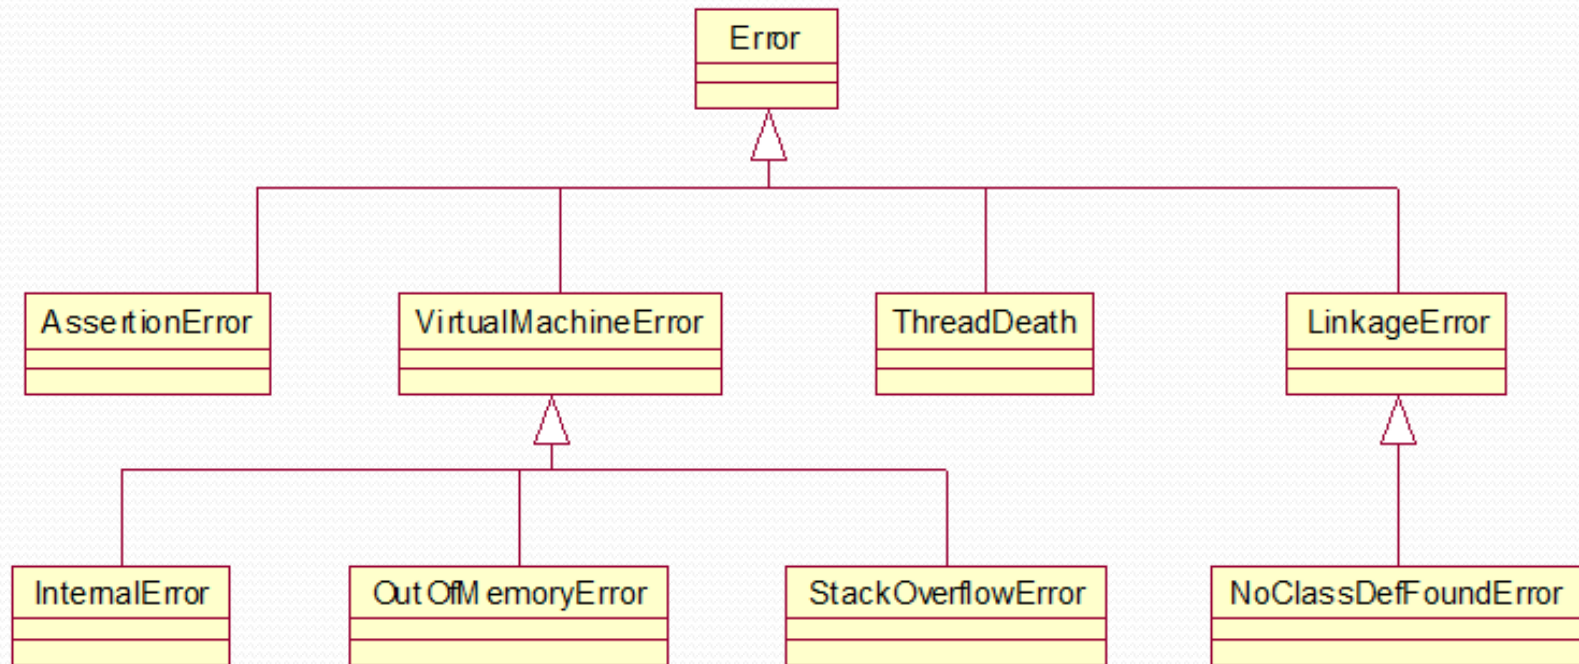 Error
AssertionError
VirtualMachineError
ThreadDeath
LinkageError
InternalError
OutOfMemoryError
StackOverflowError
NoClassDefFoundError